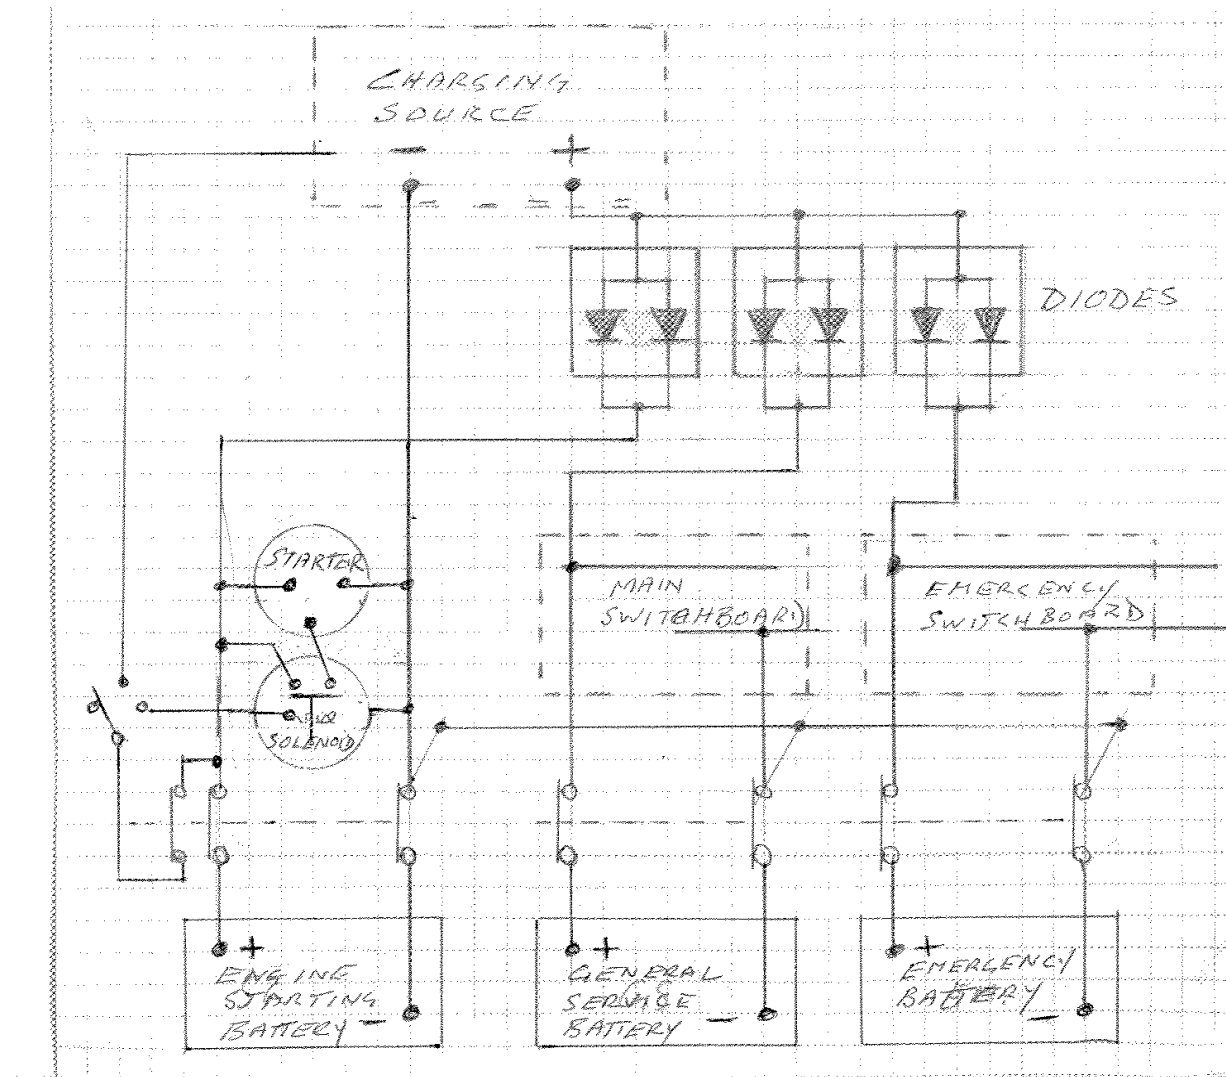 CHARGING
SOURCE
− +
DIODES
STARTER
MAIN
SWITCHBOARD
EMERGENCY
SWITCHBOARD
SOLENOID
+
ENGINE
STARTING
BATTERY −
+
GENERAL
SERVICE
BATTERY −
+
EMERGENCY
BATTERY
−